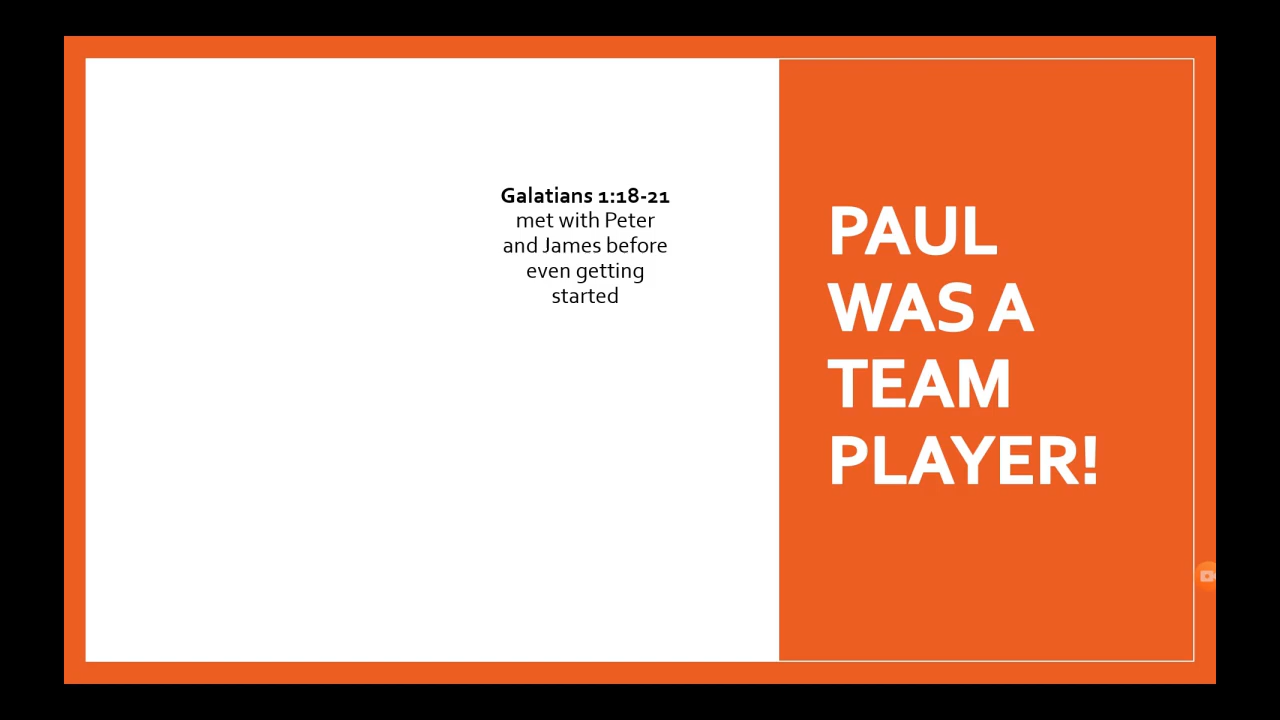 Galatians 1:18-21
met with Peter
and James before
even getting
started
PAUL
WAS A
TEAM
PLAYER!